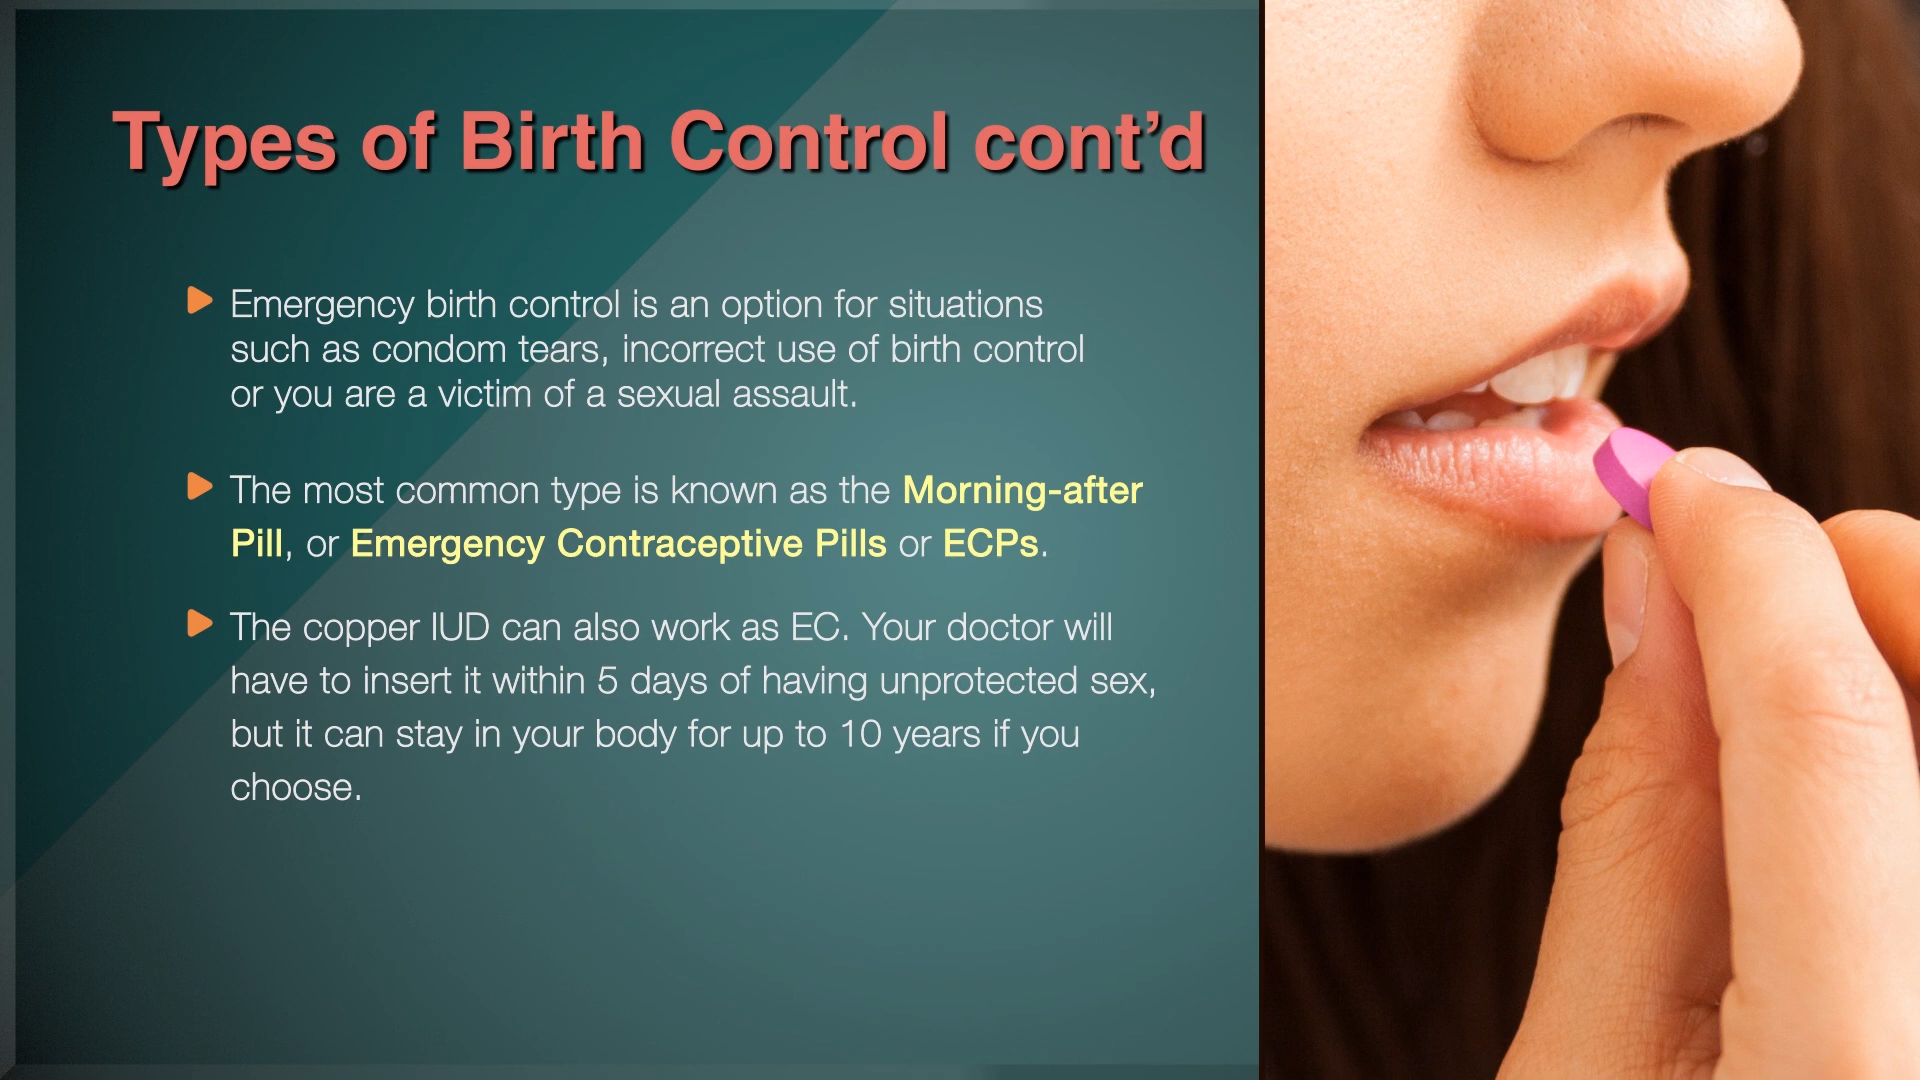 Types of Birth Control cont’d
Emergency birth control is an option for situations
such as condom tears, incorrect use of birth control
or you are a victim of a sexual assault.
The most common type is known as the Morning-after
Pill, or Emergency Contraceptive Pills or ECPs.
The copper IUD can also work as EC. Your doctor will
have to insert it within 5 days of having unprotected sex,
but it can stay in your body for up to 10 years if you
choose.